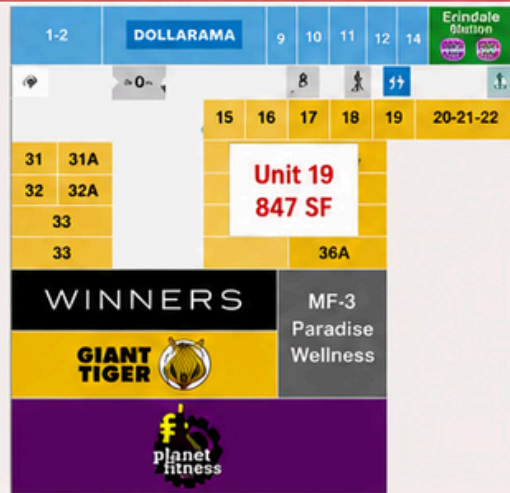 1-2
DOLLARAMA
9
10
11
12
14
Erindale
15
16
17
18
19
20-21-22
31
31A
32
32A
33
33
Unit 19
847 SF
36A
WINNERS
MF-3
Paradise
Wellness
GIANT
TIGER
planet
fitness